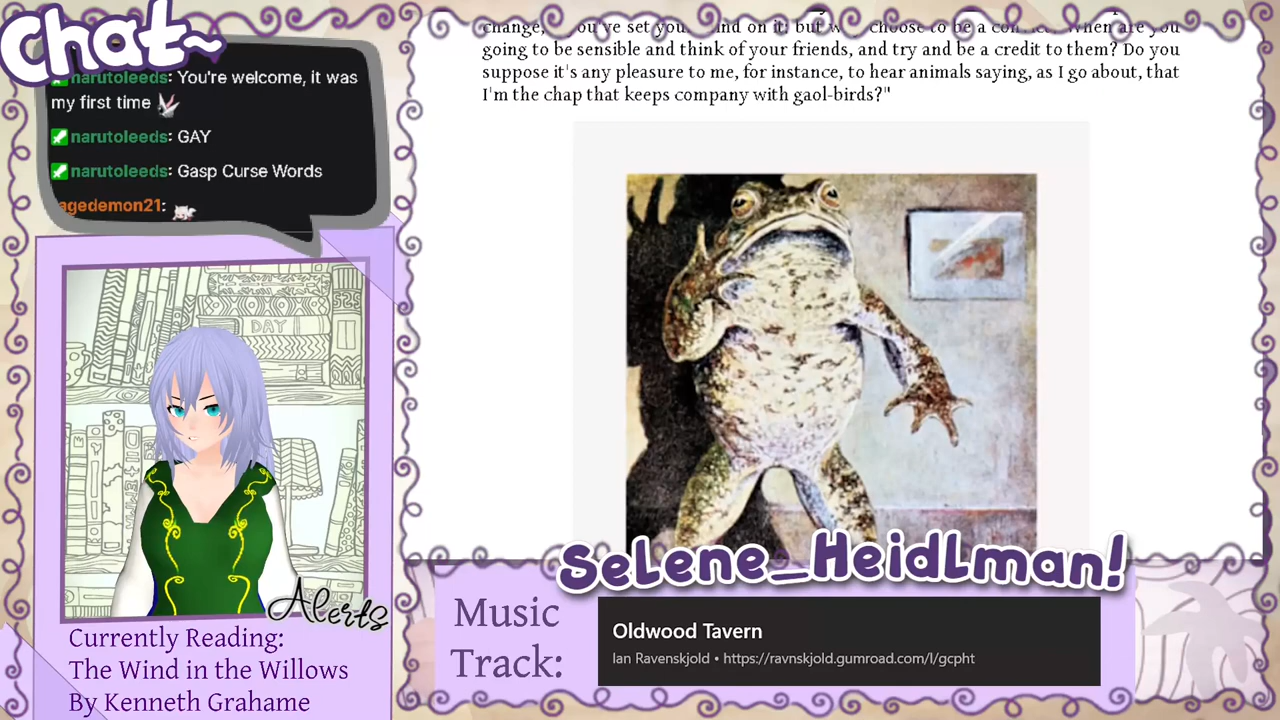 Chat~
narutoleeds: You're welcome, it was
my first time
narutoleeds: GAY
narutoleeds: Gasp Curse Words
agedemon21:
DAY
Alerts
Currently Reading:
The Wind in the Willows
By Kenneth Grahame
going to be sensible and think of your friends, and try and be a credit to them? Do you
suppose it's any pleasure to me, for instance, to hear animals saying, as I go about, that
I'm the chap that keeps company with gaol-birds?"
Selene_Heidlman!
Music
Track:
Oldwood Tavern
Ian Ravenskjold • https://ravnskjold.gumroad.com/l/gcpht